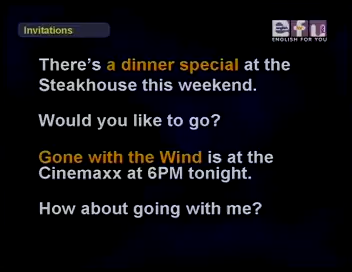 Invitations
efu
ENGLISH FOR YOU
There's a dinner special at the
Steakhouse this weekend.
Would you like to go?
Gone with the Wind is at the
Cinemaxx at 6PM tonight.
How about going with me?